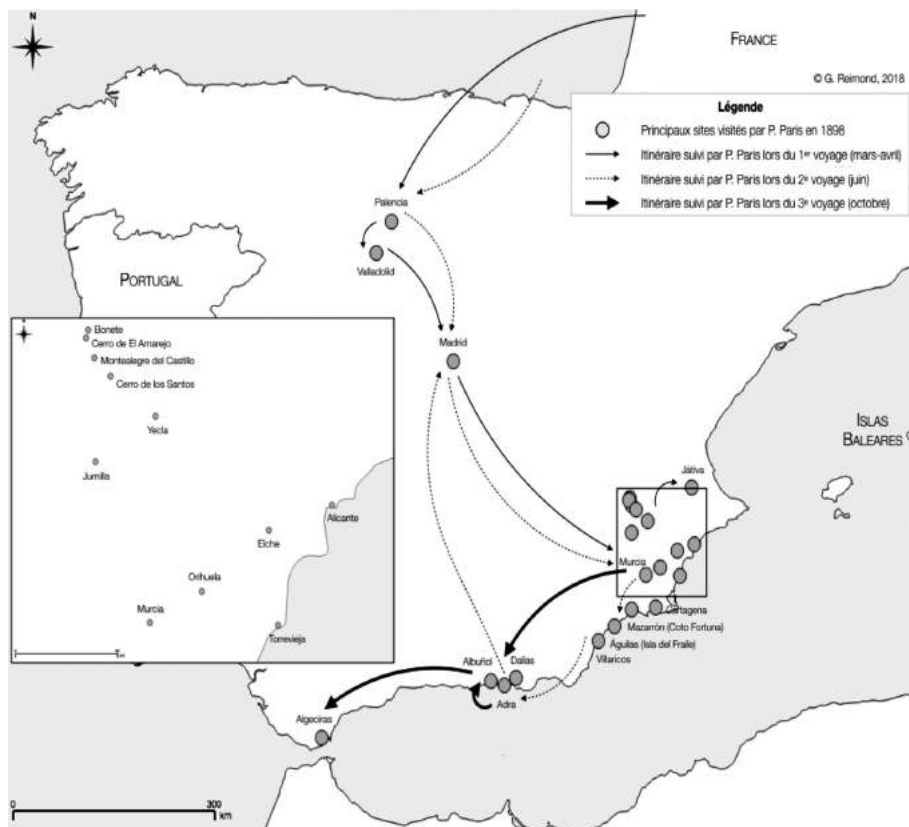 N
FRANCE
© G. Reimond, 2018
Légende
Principaux sites visités par P. Paris en 1898
Itinéraire suivi par P. Paris lors du 1er voyage (mars-avril)
Itinéraire suivi par P. Paris lors du 2e voyage (juin)
Itinéraire suivi par P. Paris lors du 3e voyage (octobre)
Palencia
Valladolid
PORTUGAL
Madrid
Bonete
Cerro de El Amarejo
Montealegre del Castillo
Cerro de los Santos
Yecla
Jumilla
Alicante
Elche
Orihuela
Murcia
Torrevieja
ISLAS
BALEARES
Játiva
Murcia
Cartagena
Mazarrón (Coto Fortuna)
Águilas (Isla del Fraile)
Villaricos
Albuñol
Dalías
Adra
Algeciras
0
300
km